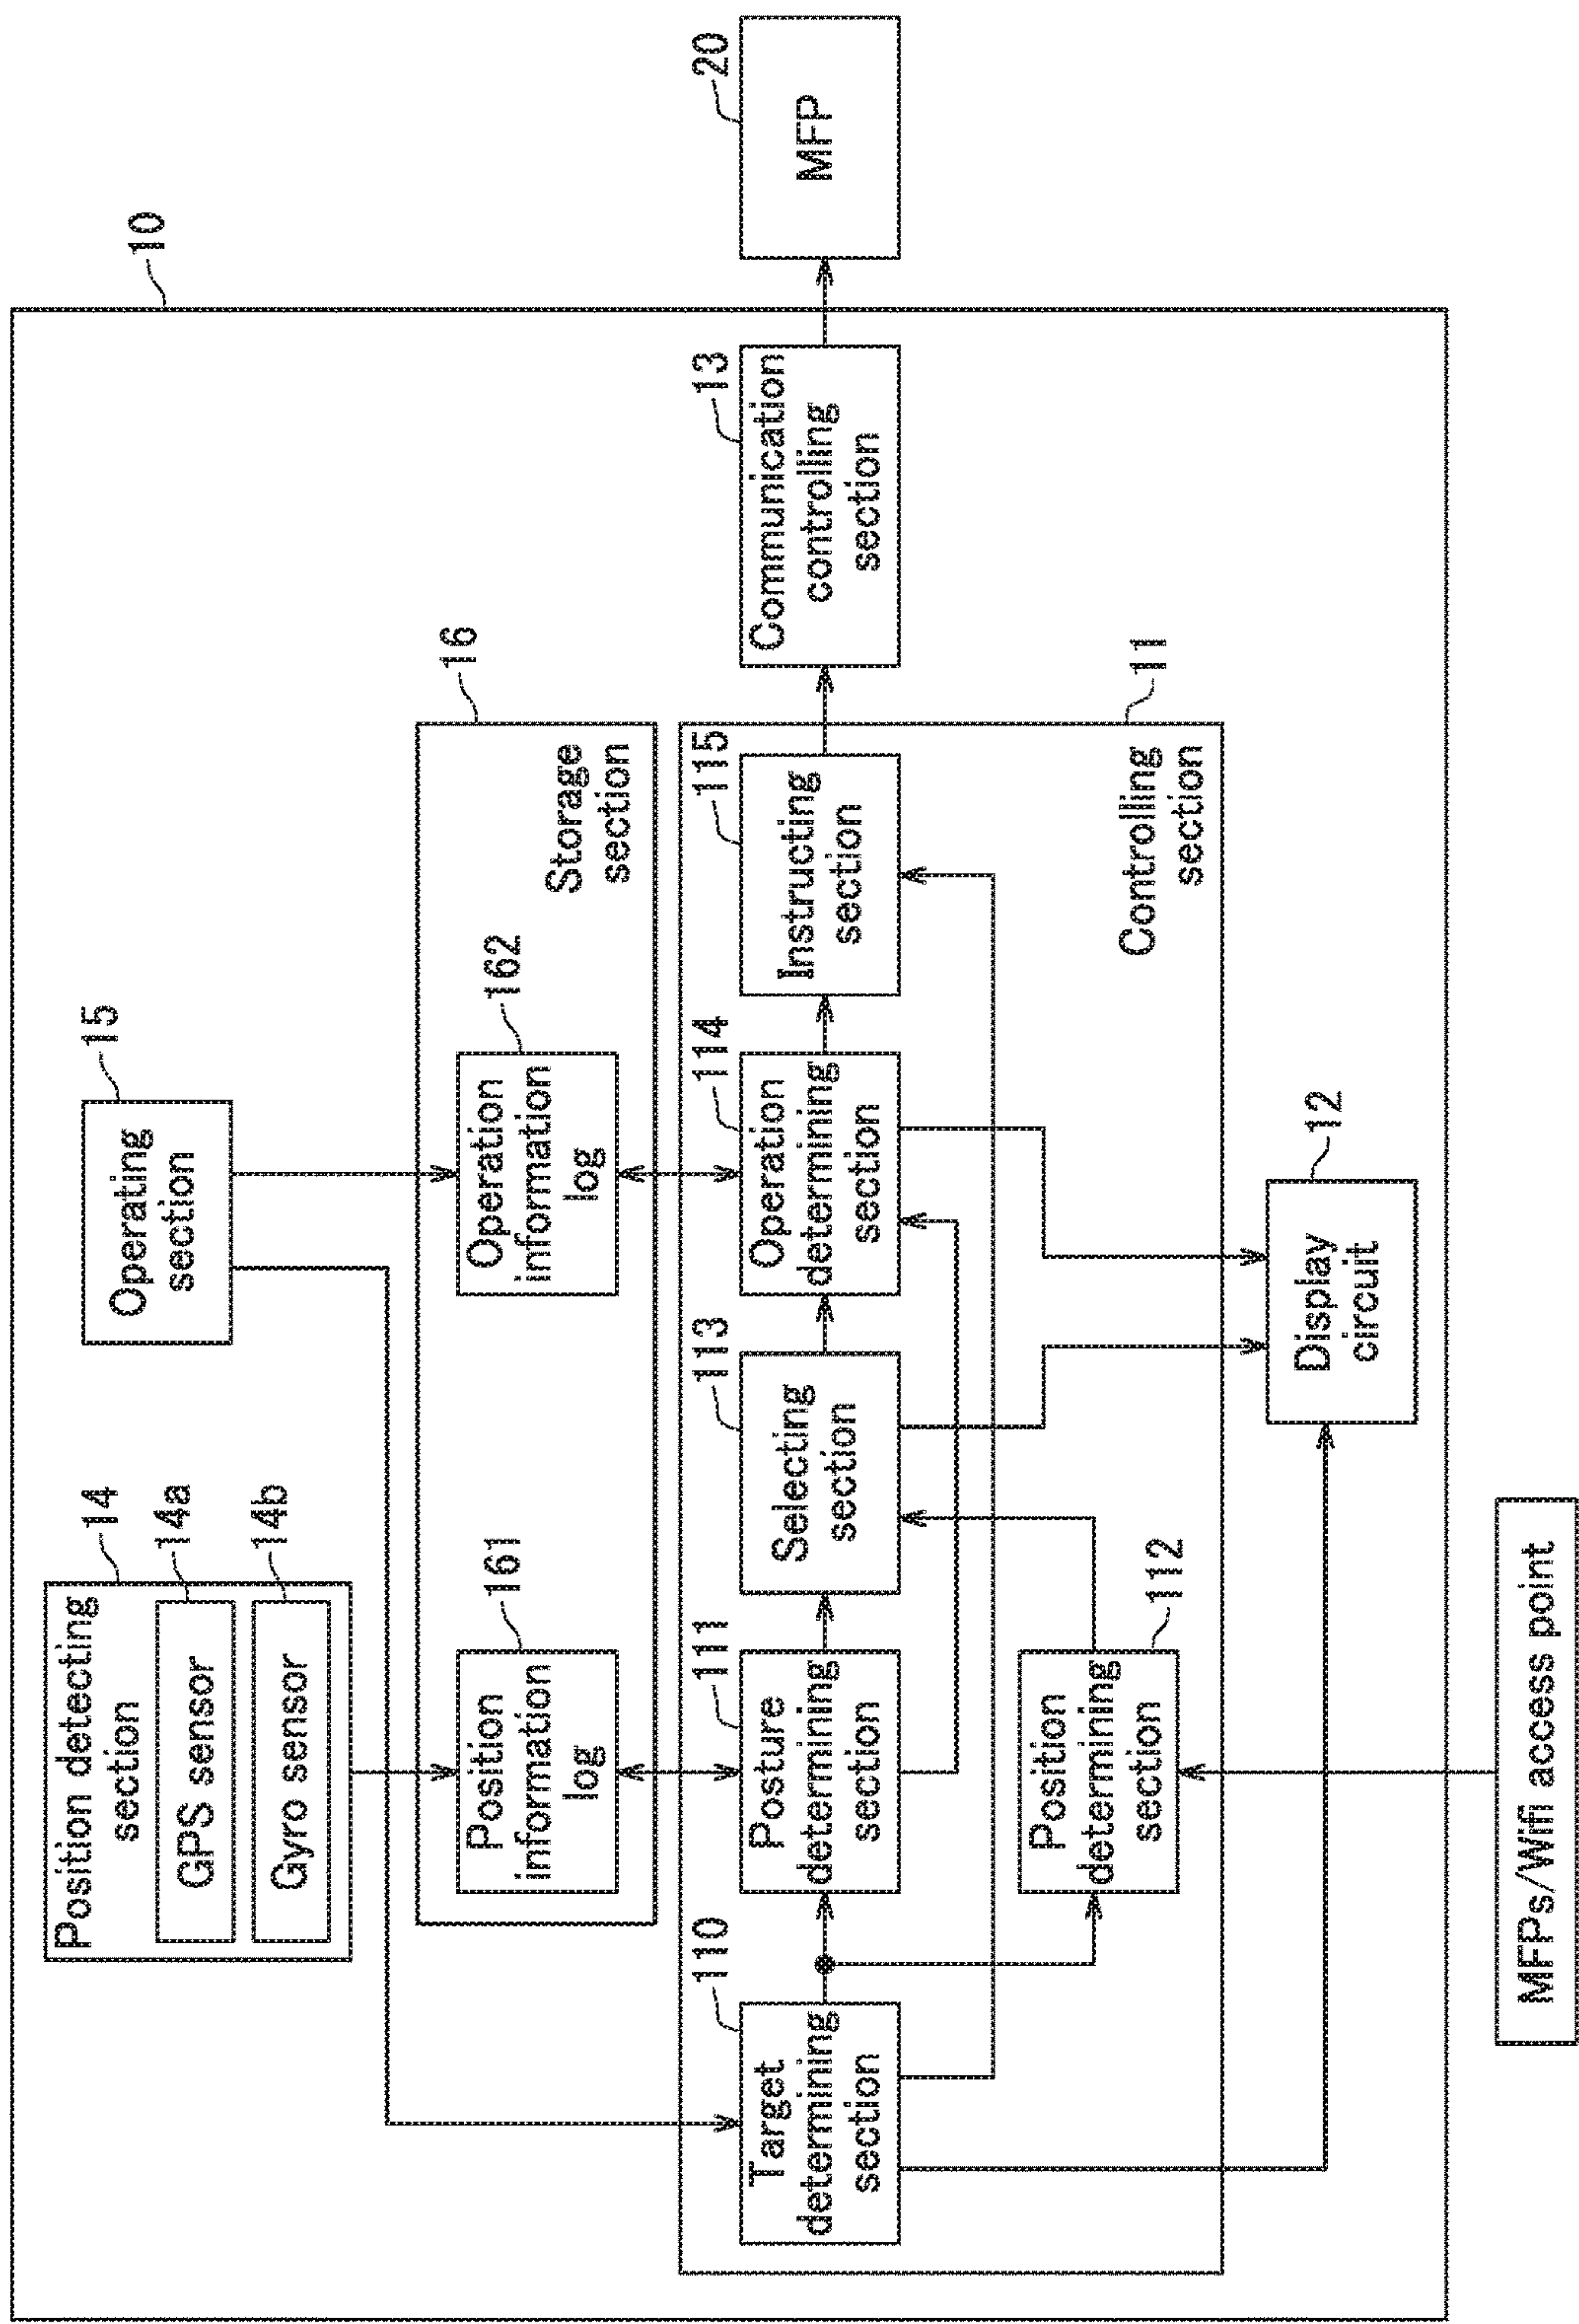 10
Position detecting
section
14
GPS sensor
14a
Gyro sensor
14b
Operating
section
15
16
Storage
section
Position
information
log
161
Operation
information
log
162
11
Controlling
section
Target
determining
section
110
Posture
determining
section
111
Selecting
section
113
Operation
determining
section
114
Instructing
section
115
Communication
controlling
section
13
MFP
20
Position
determining
section
112
Display
circuit
12
MFPs/Wifi access point